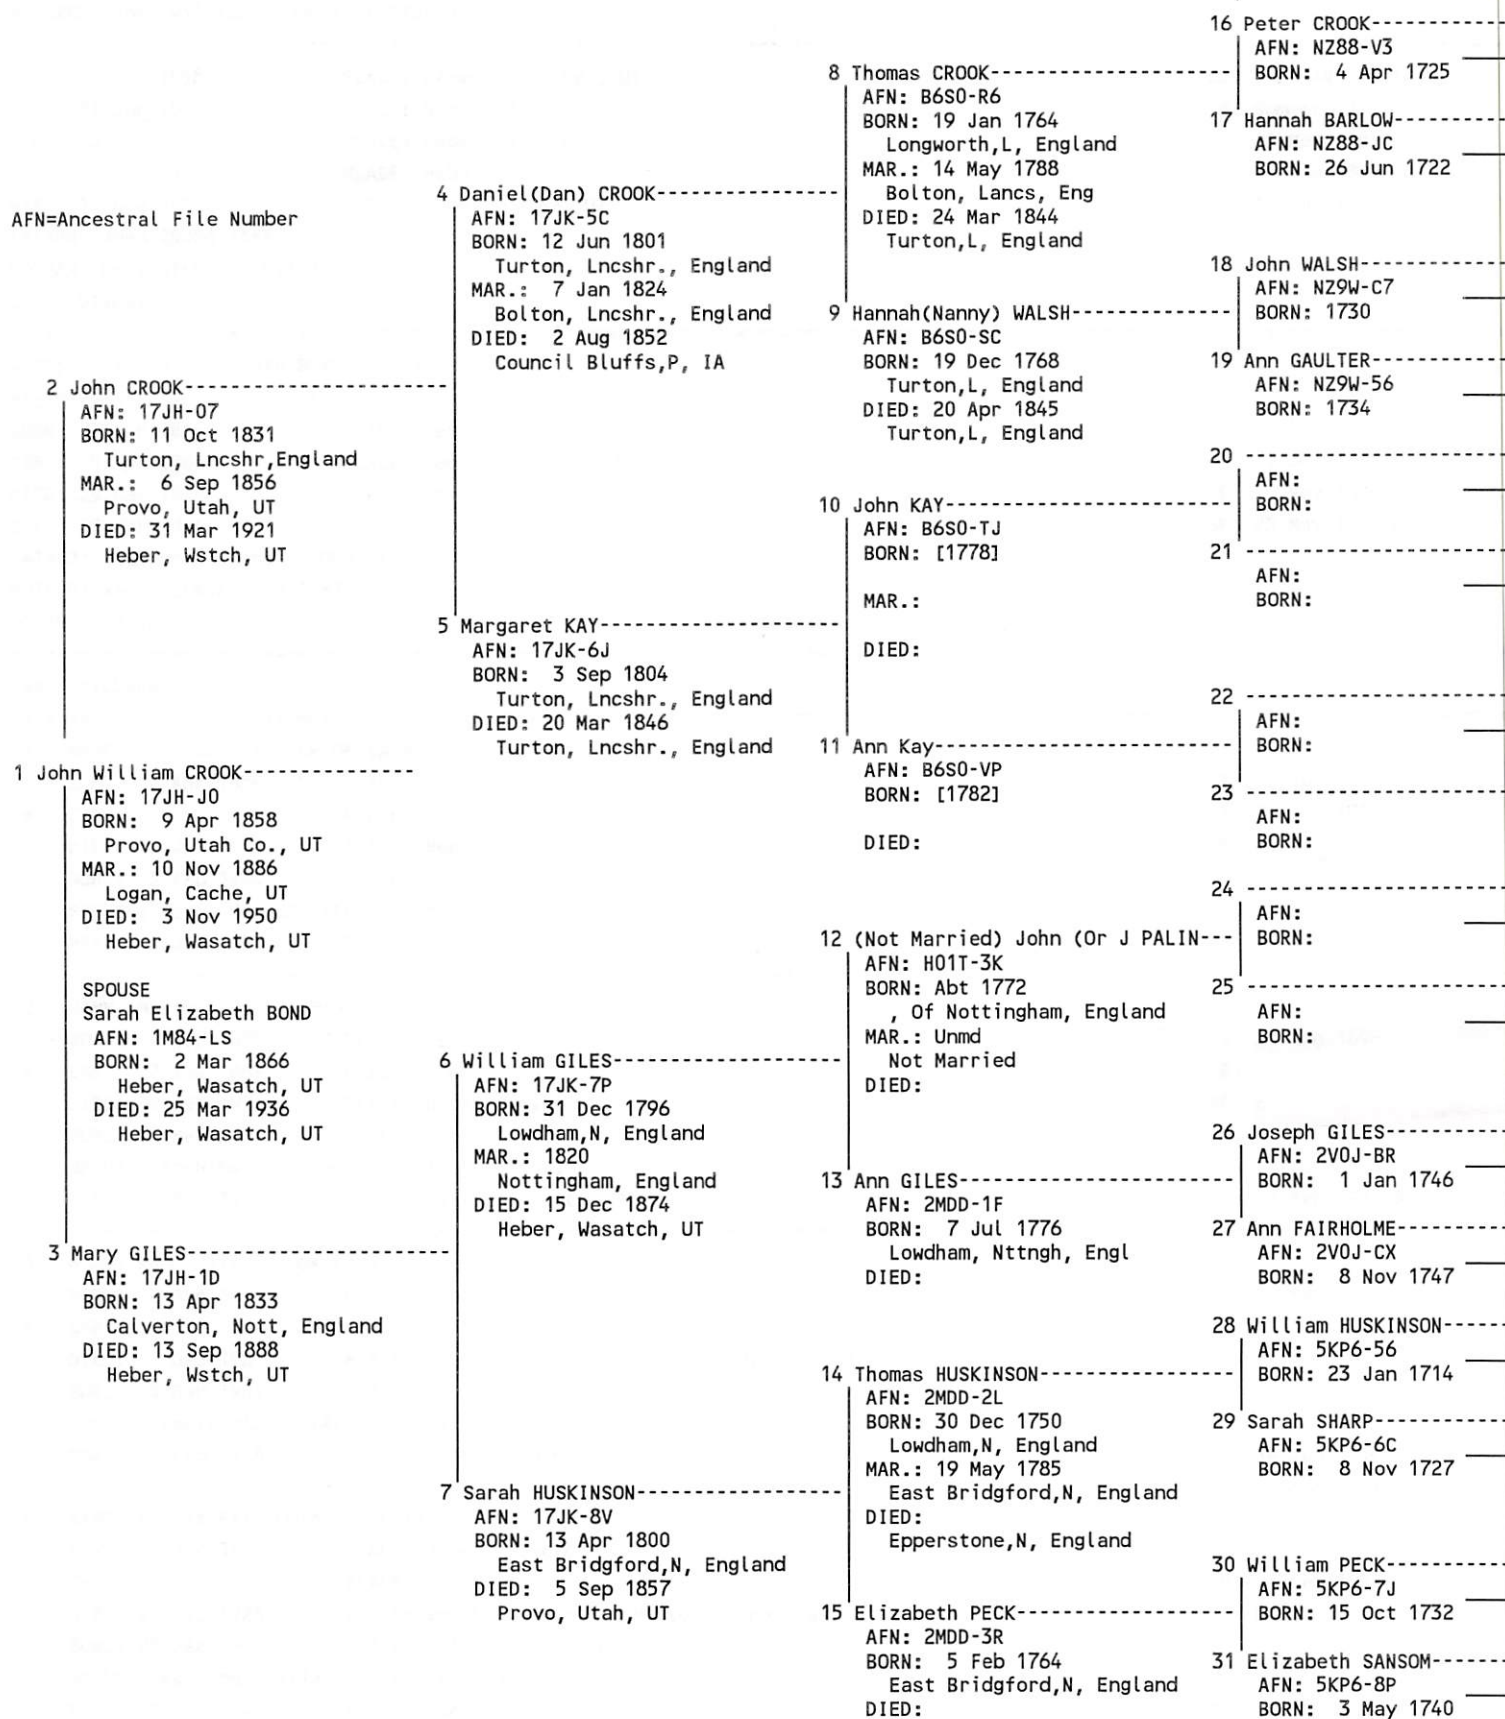 AFN=Ancestral File Number
1 John William CROOK--------------
AFN: 17JH-J0
BORN: 9 Apr 1858
Provo, Utah Co., UT
MAR.: 10 Nov 1886
Logan, Cache, UT
DIED: 3 Nov 1950
Heber, Wasatch, UT
SPOUSE
Sarah Elizabeth BOND
AFN: 1M84-LS
BORN: 2 Mar 1866
Heber, Wasatch, UT
DIED: 25 Mar 1936
Heber, Wasatch, UT
2 John CROOK----------------------
AFN: 17JH-07
BORN: 11 Oct 1831
Turton, Lncshr,England
MAR.: 6 Sep 1856
Provo, Utah, UT
DIED: 31 Mar 1921
Heber, Wstch, UT
3 Mary GILES----------------------
AFN: 17JH-1D
BORN: 13 Apr 1833
Calverton, Nott, England
DIED: 13 Sep 1888
Heber, Wstch, UT
4 Daniel(Dan) CROOK---------------
AFN: 17JK-5C
BORN: 12 Jun 1801
Turton, Lncshr., England
MAR.: 7 Jan 1824
Bolton, Lncshr., England
DIED: 2 Aug 1852
Council Bluffs,P, IA
5 Margaret KAY--------------------
AFN: 17JK-6J
BORN: 3 Sep 1804
Turton, Lncshr., England
DIED: 20 Mar 1846
Turton, Lncshr., England
6 William GILES-------------------
AFN: 17JK-7P
BORN: 31 Dec 1796
Lowdham,N, England
MAR.: 1820
Nottingham, England
DIED: 15 Dec 1874
Heber, Wasatch, UT
7 Sarah HUSKINSON-----------------
AFN: 17JK-8V
BORN: 13 Apr 1800
East Bridgford,N, England
DIED: 5 Sep 1857
Provo, Utah, UT
8 Thomas CROOK--------------------
AFN: B6S0-R6
BORN: 19 Jan 1764
Longworth,L, England
MAR.: 14 May 1788
Bolton, Lancs, Eng
DIED: 24 Mar 1844
Turton,L, England
9 Hannah(Nanny) WALSH-------------
AFN: B6S0-SC
BORN: 19 Dec 1768
Turton,L, England
DIED: 20 Apr 1845
Turton,L, England
10 John KAY------------------------
AFN: B6S0-TJ
BORN: [1778]
MAR.:
DIED:
11 Ann Kay-------------------------
AFN: B6S0-VP
BORN: [1782]
DIED:
12 (Not Married) John (Or J PALIN---
AFN: H01T-3K
BORN: Abt 1772
, Of Nottingham, England
MAR.: Unmd
Not Married
DIED:
13 Ann GILES-----------------------
AFN: 2MDD-1F
BORN: 7 Jul 1776
Lowdham, Nttngh, Engl
DIED:
14 Thomas HUSKINSON----------------
AFN: 2MDD-2L
BORN: 30 Dec 1750
Lowdham,N, England
MAR.: 19 May 1785
East Bridgford,N, England
DIED:
Epperstone,N, England
15 Elizabeth PECK------------------
AFN: 2MDD-3R
BORN: 5 Feb 1764
East Bridgford,N, England
DIED:
16 Peter CROOK-----------
AFN: NZ88-V3
BORN: 4 Apr 1725
17 Hannah BARLOW---------
AFN: NZ88-JC
BORN: 26 Jun 1722
18 John WALSH------------
AFN: NZ9W-C7
BORN: 1730
19 Ann GAULTER-----------
AFN: NZ9W-56
BORN: 1734
20 ----------------------
AFN:
BORN:
21 ----------------------
AFN:
BORN:
22 ----------------------
AFN:
BORN:
23 ----------------------
AFN:
BORN:
24 ----------------------
AFN:
BORN:
25 ----------------------
AFN:
BORN:
26 Joseph GILES----------
AFN: 2V0J-BR
BORN: 1 Jan 1746
27 Ann FAIRHOLME---------
AFN: 2V0J-CX
BORN: 8 Nov 1747
28 William HUSKINSON-----
AFN: 5KP6-56
BORN: 23 Jan 1714
29 Sarah SHARP-----------
AFN: 5KP6-6C
BORN: 8 Nov 1727
30 William PECK----------
AFN: 5KP6-7J
BORN: 15 Oct 1732
31 Elizabeth SANSOM------
AFN: 5KP6-8P
BORN: 3 May 1740